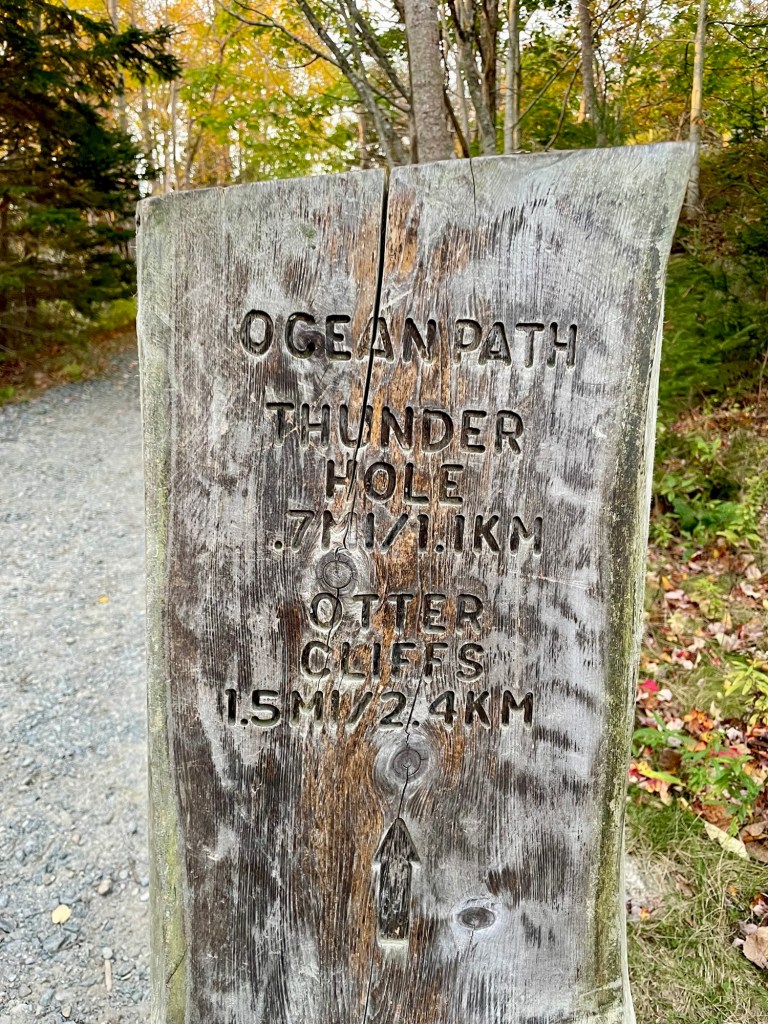 OCEAN PATH
THUNDER
HOLE
.7MI/1.1KM
OTTER
CLIFFS
1.5MI/2.4KM